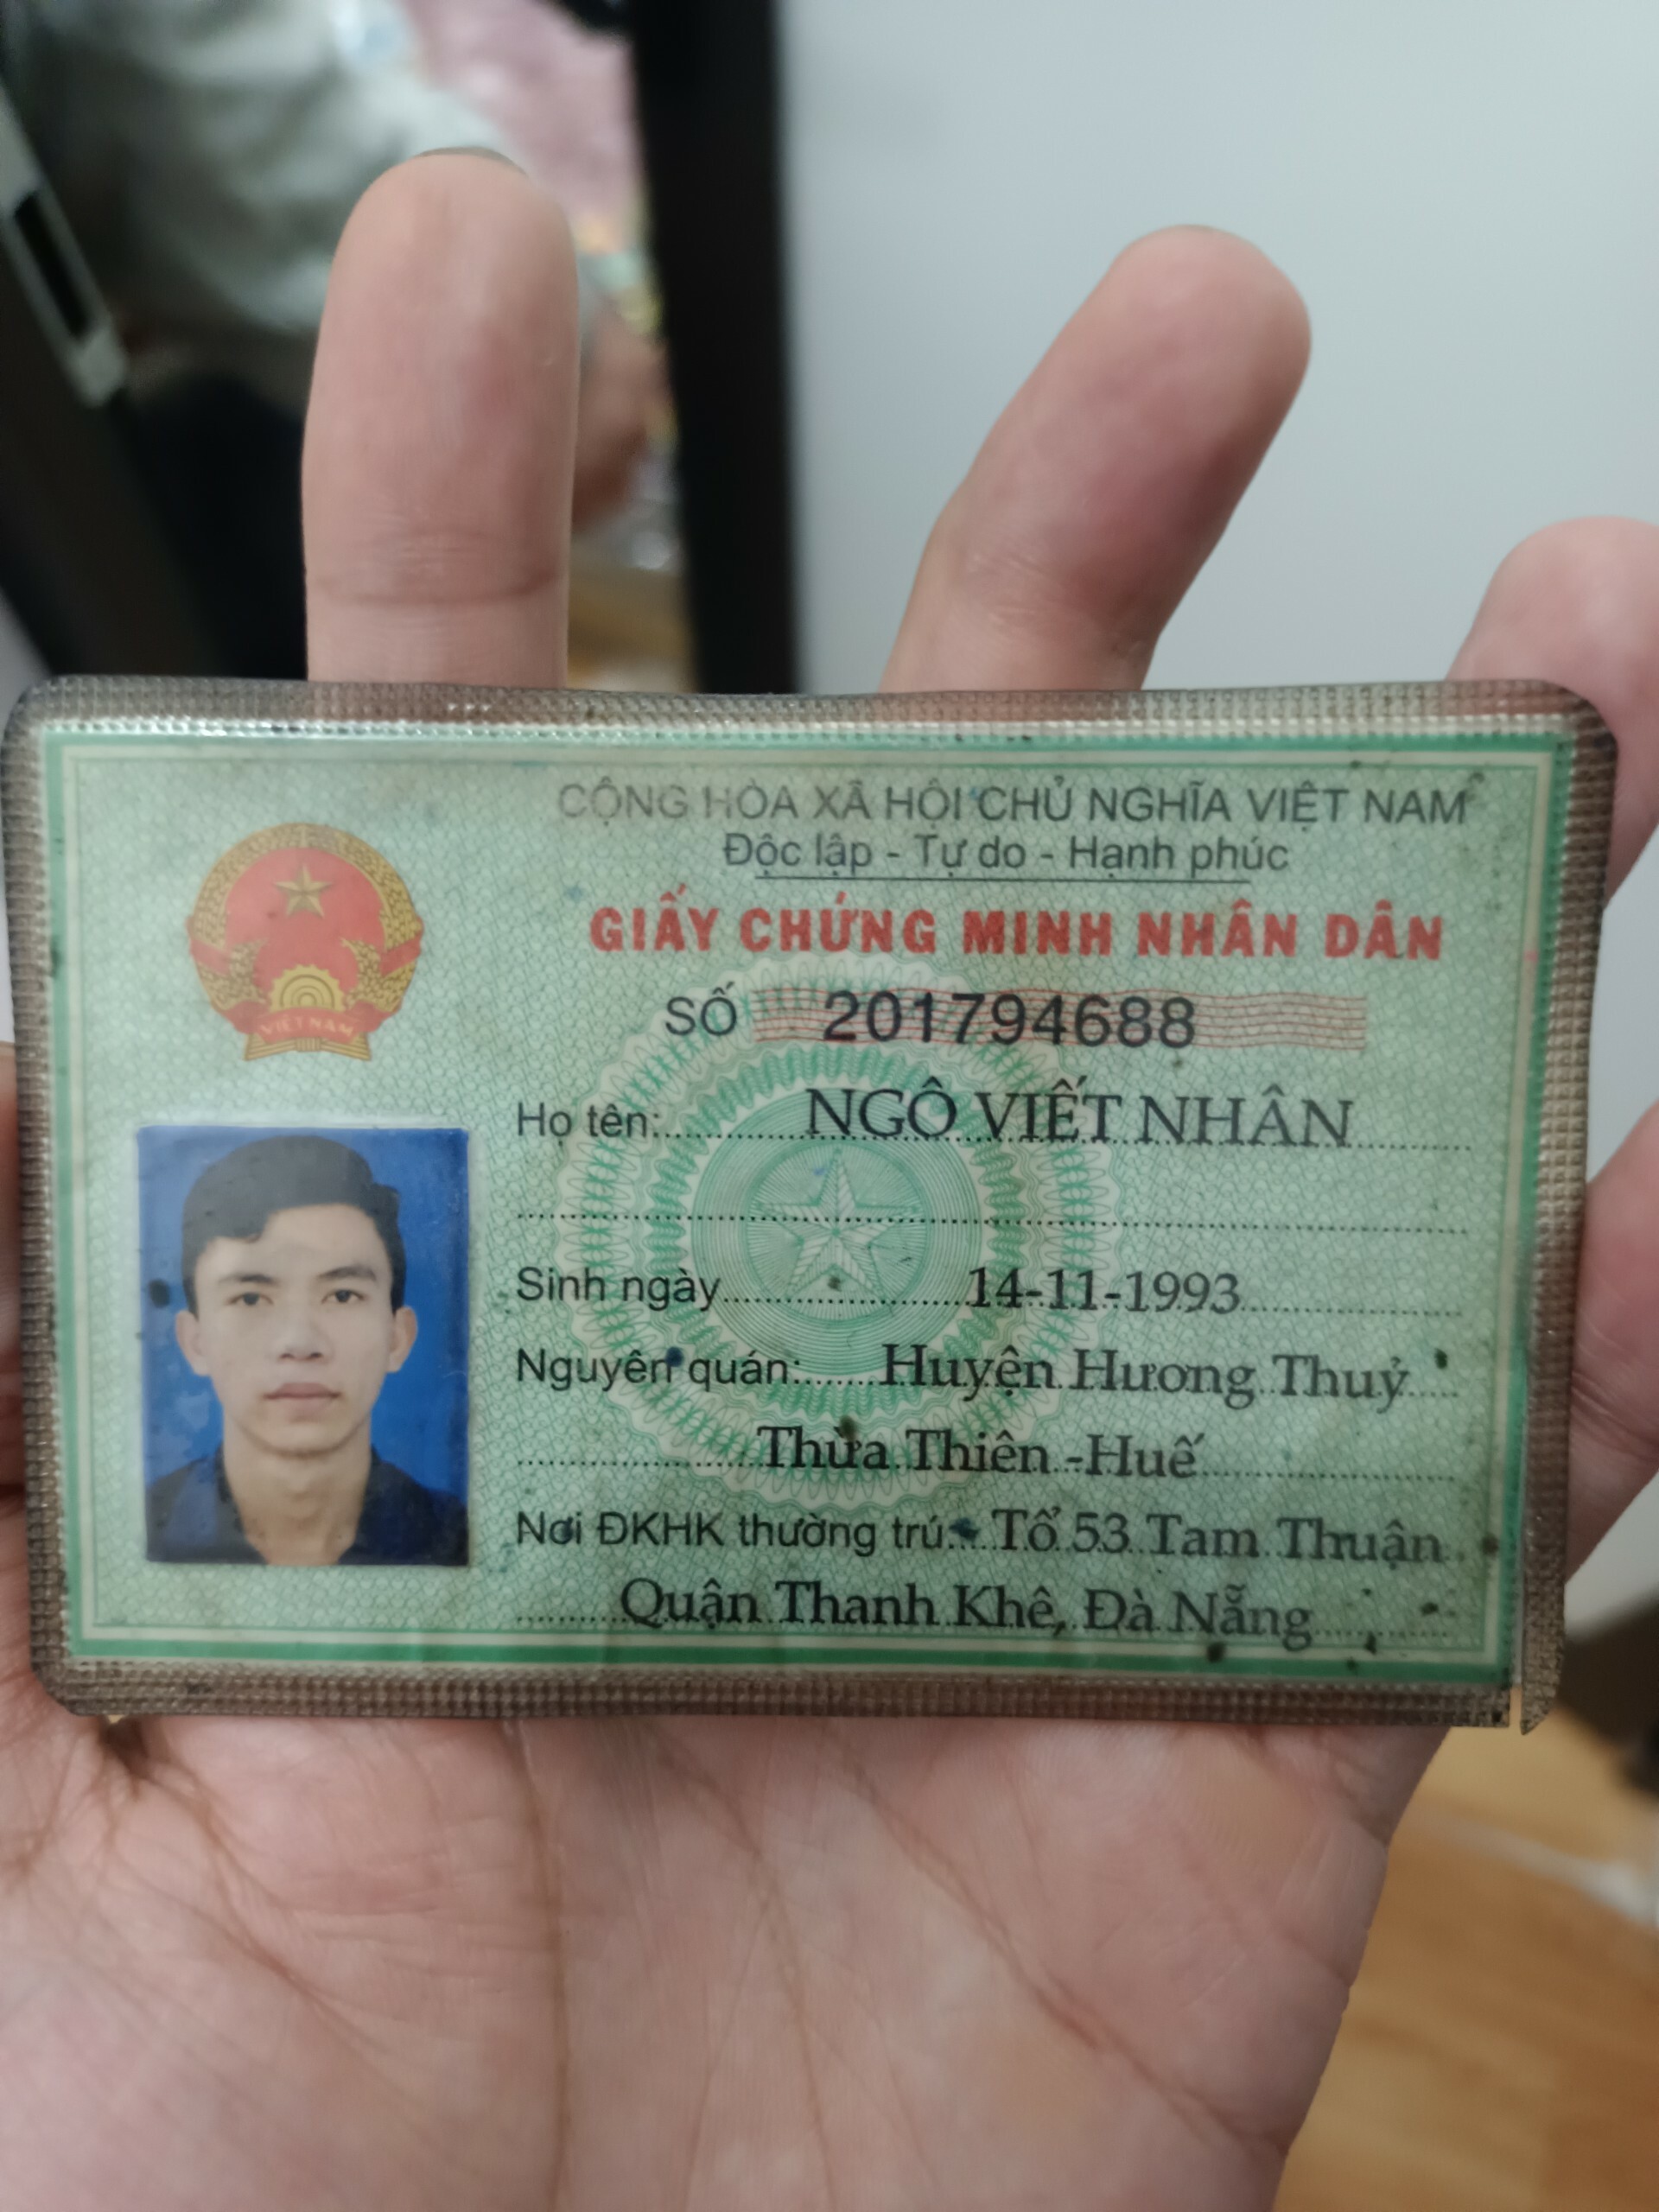 CỘNG HÒA XÃ HỘI CHỦ NGHĨA VIỆT NAM
Độc lập - Tự do - Hạnh phúc
GIẤY CHỨNG MINH NHÂN DÂN
SỐ 201794688
VIỆT NAM
Họ tên: NGÔ VIẾT NHÂN
Sinh ngày 14-11-1993
Nguyên quán: Huyện Hương Thuỷ
Thừa Thiên -Huế
Nơi ĐKHK thường trú: Tổ 53 Tam Thuận
Quận Thanh Khê, Đà Nẵng